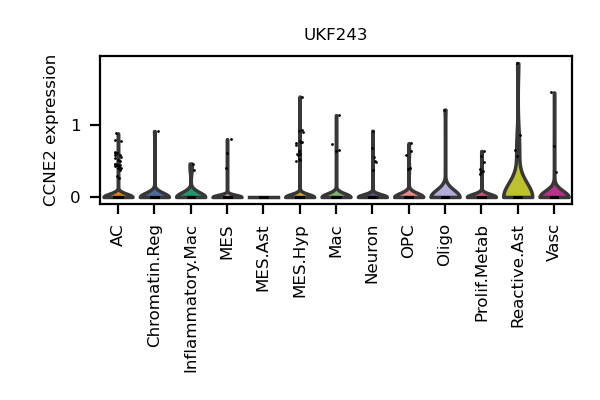 UKF243
CCNE2 expression
1
0
AC
Chromatin.Reg
Inflammatory.Mac
MES
MES.Ast
MES.Hyp
Mac
Neuron
OPC
Oligo
Prolif.Metab
Reactive.Ast
Vasc